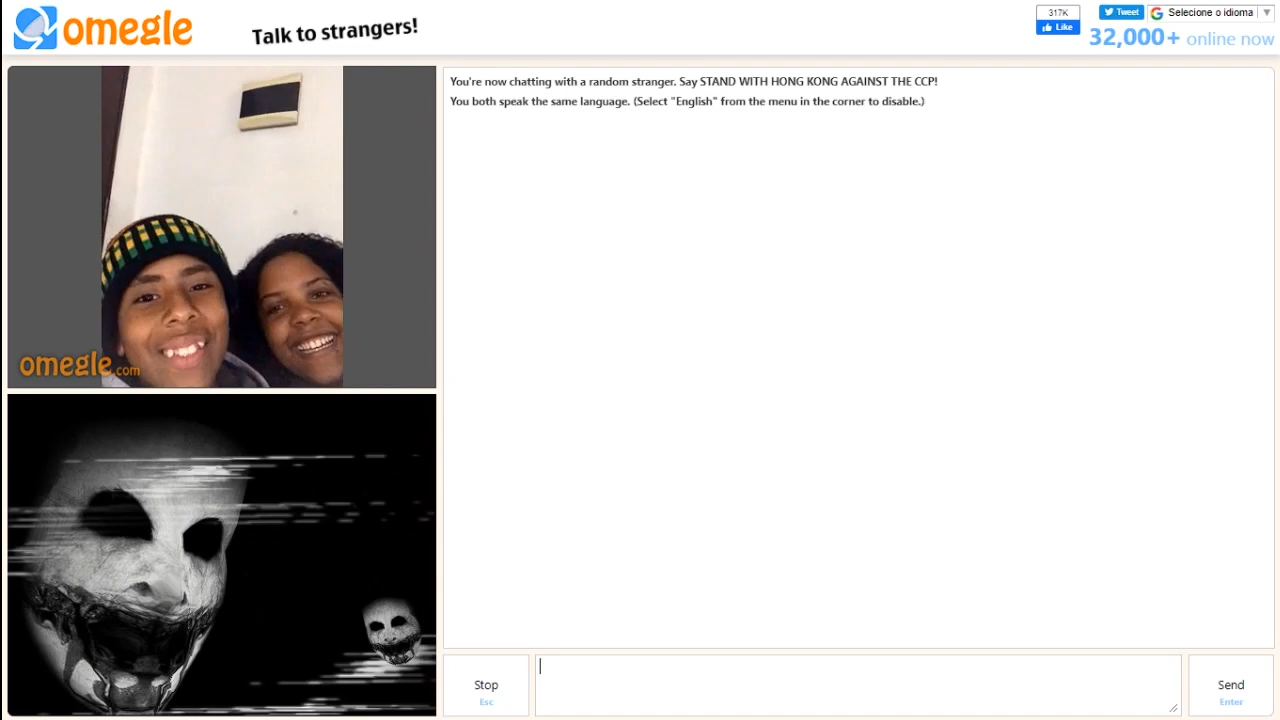 omegle
Talk to strangers!
317K
Like
Tweet
Selecione o idioma
32,000+ online now
You're now chatting with a random stranger. Say STAND WITH HONG KONG AGAINST THE CCP!
You both speak the same language. (Select "English" from the menu in the corner to disable.)
omegle.com
Stop
Esc
Send
Enter